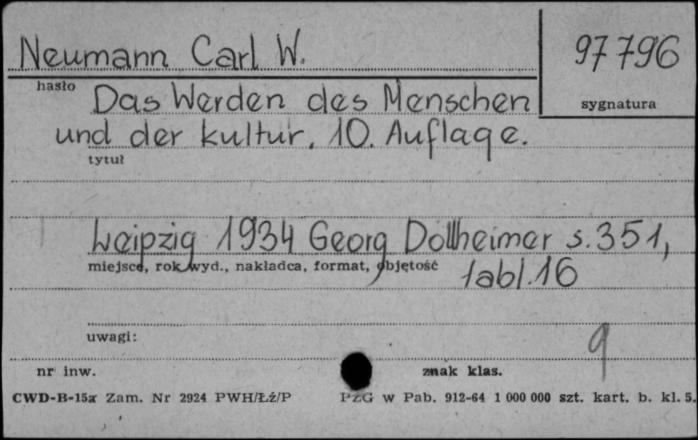 Neumann Carl W.
97796
hasło
sygnatura
Das Werden des Menschen
und der Kultur. 10. Auflage.
tytuł
Leipzig 1934 Georg Dollheimer s. 351,
miejsce, rok wyd., nakładca, format, objętość
tabl. 16
uwagi:
9
nr inw.
znak klas.
CWD-B-15a Zam. Nr 2924 PWH/Łź/P
PZG w Pab. 912-64 1 000 000 szt. kart. b. kl. 5.